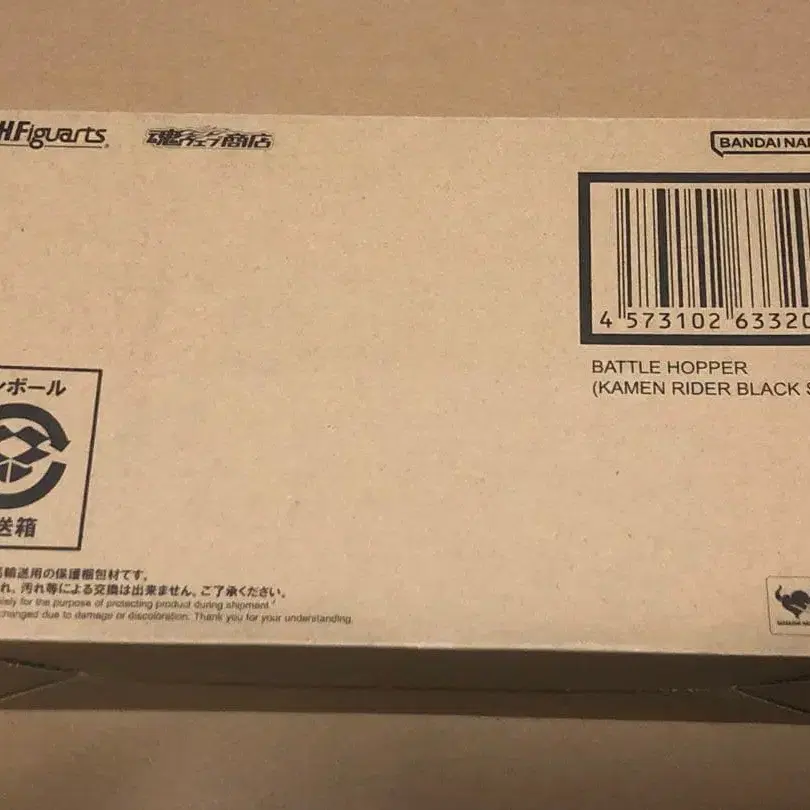 H.Figuarts
魂ウェブ商店
BANDAI NA
4 573102 63320
BATTLE HOPPER
(KAMEN RIDER BLACK S
ンボール
送箱
輸送用の保護梱包材です。
れ、汚れ等による交換は出来ません。ご了承ください。
for the purpose of protecting product during shipment
changed due to damage or discoloration. Thank you for your understanding.